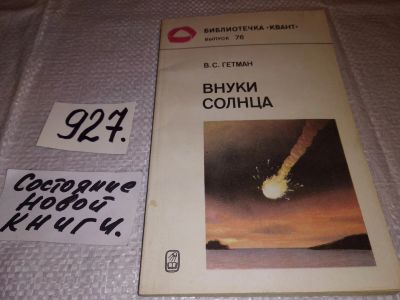 БИБЛИОТЕЧКА «КВАНТ»
ВЫПУСК 76
В.С. ГЕТМАН
ВНУКИ
СОЛНЦА
927.
Состояние
новой
книги.